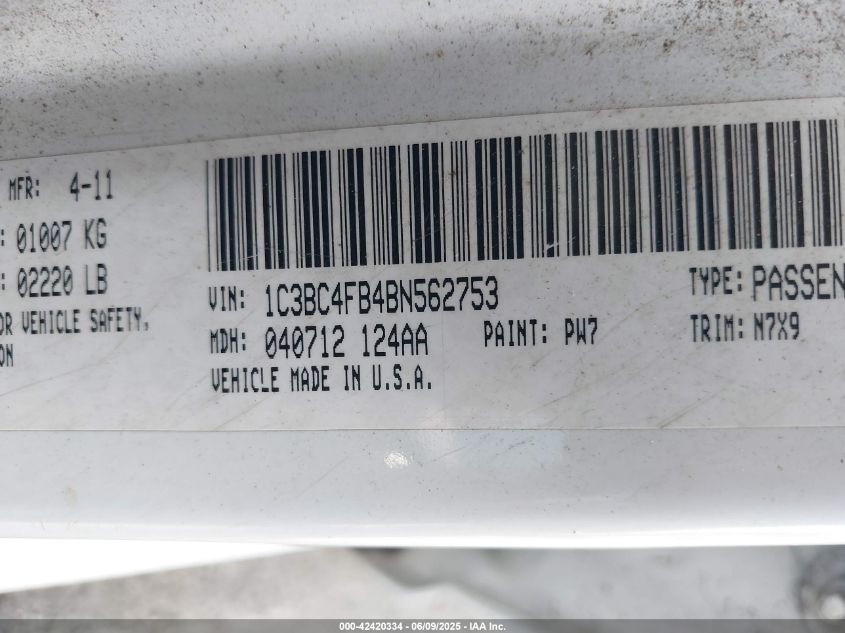 MFR: 4-11
: 01007 KG
: 02220 LB
OR VEHICLE SAFETY,
ON
VIN: 1C3BC4FB4BN562753
TYPE: PASSEN
MDH: 040712 124AA
PAINT: PW7
TRIM: N7X9
VEHICLE MADE IN U.S.A.
000-42420334 - 06/09/2025 - IAA Inc.